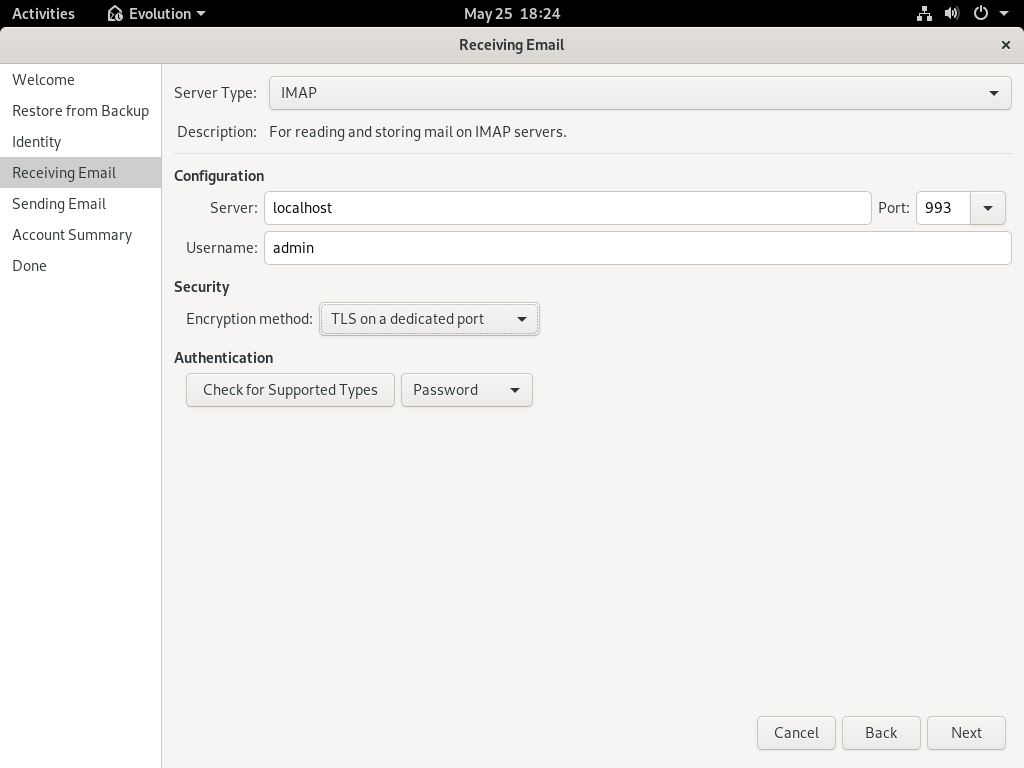 Activities Evolution May 25 18:24
Receiving Email
Welcome
Restore from Backup
Identity
Receiving Email
Sending Email
Account Summary
Done
Server Type: IMAP
Description: For reading and storing mail on IMAP servers.
Configuration
Server: localhost Port: 993
Username: admin
Security
Encryption method: TLS on a dedicated port
Authentication
Check for Supported Types Password
Cancel Back Next